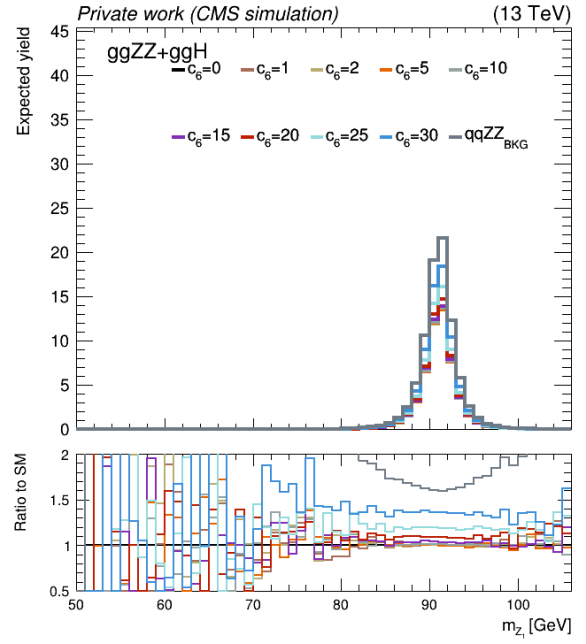 Private work (CMS simulation) (13 TeV)
Expected yield
45
40
35
30
25
20
15
10
5
0
ggZZ+ggH
c6=0 c6=1 c6=2 c6=5 c6=10
c6=15 c6=20 c6=25 c6=30 qqZZBKG
Ratio to SM
2
1.5
1
0.5
50 60 70 80 90 100
mZ1 [GeV]